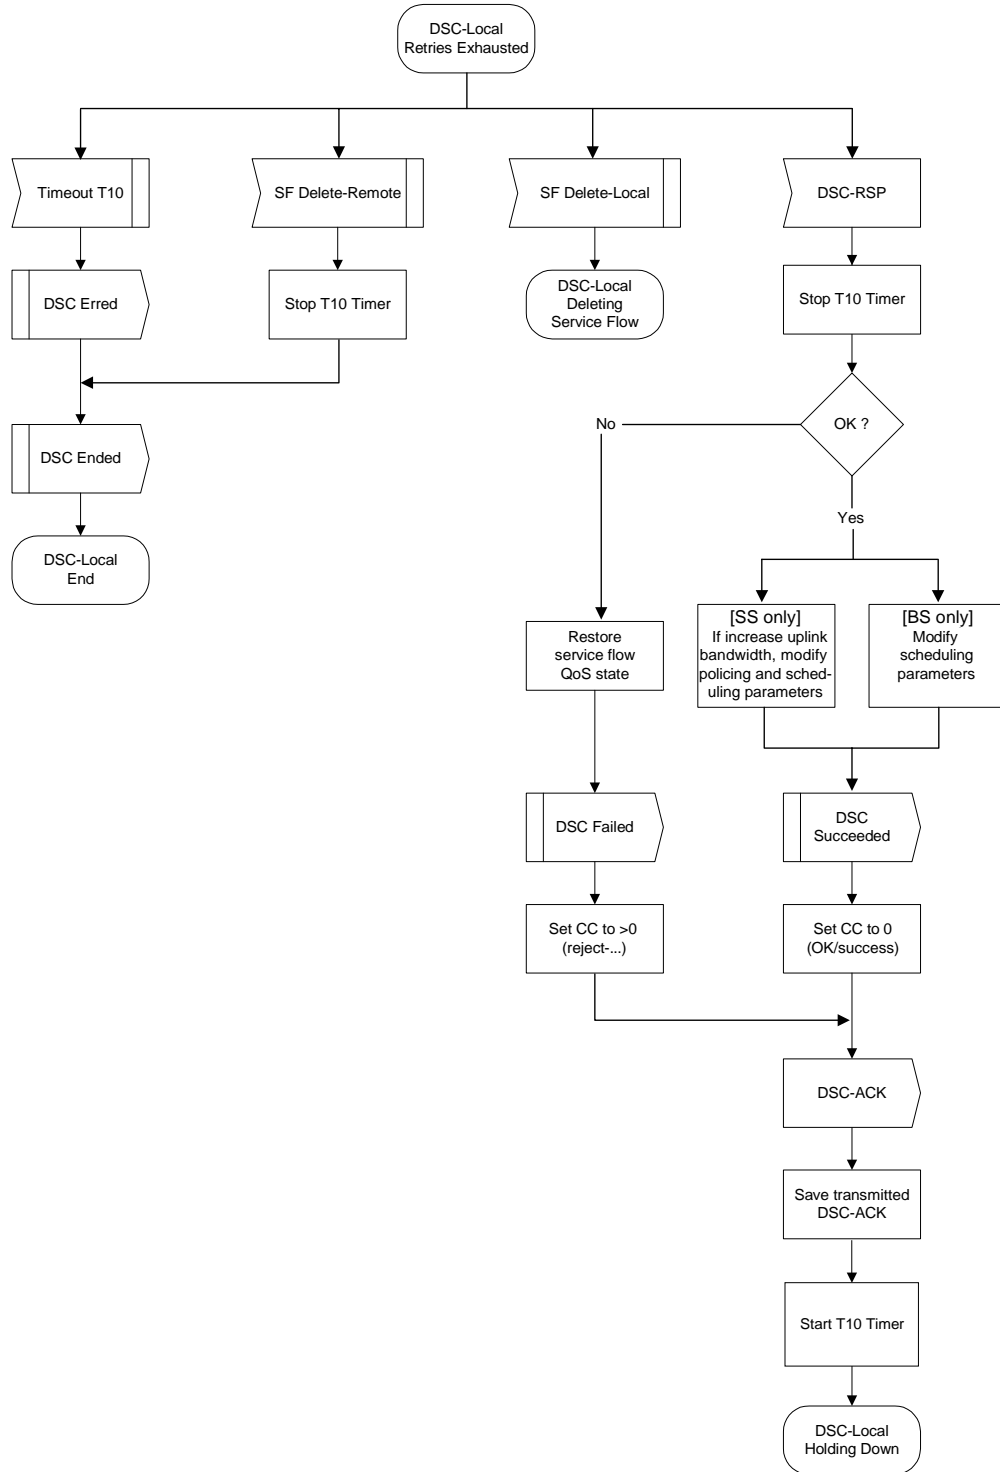 DSC-Local
Retries Exhausted
Timeout T10
SF Delete-Remote
SF Delete-Local
DSC-RSP
DSC Erred
Stop T10 Timer
DSC-Local
Deleting
Service Flow
Stop T10 Timer
No
OK ?
DSC Ended
Yes
DSC-Local
End
Restore
service flow
QoS state
[SS only]
If increase uplink
bandwidth, modify
policing and sched-
uling parameters
[BS only]
Modify
scheduling
parameters
DSC Failed
DSC
Succeeded
Set CC to >0
(reject-...)
Set CC to 0
(OK/success)
DSC-ACK
Save transmitted
DSC-ACK
Start T10 Timer
DSC-Local
Holding Down